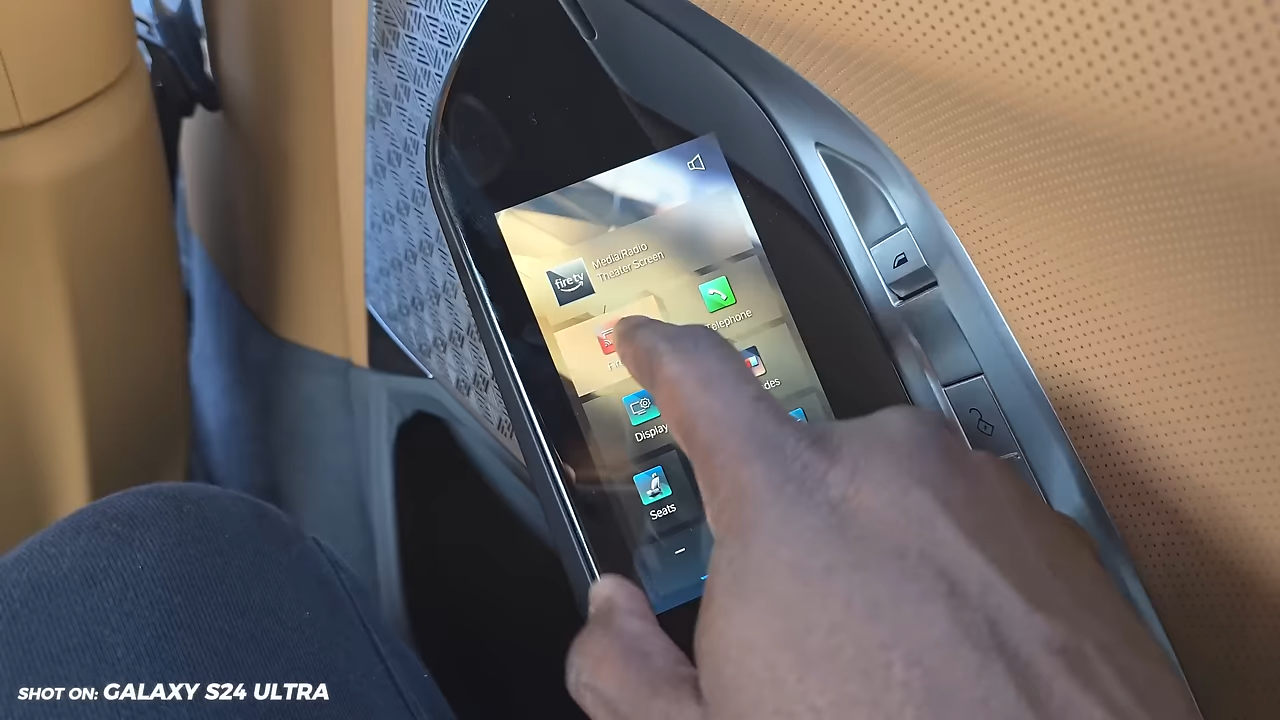 Media/Radio
Theater Screen
fire tv
Telephone
Display
Seats
SHOT ON: GALAXY S24 ULTRA